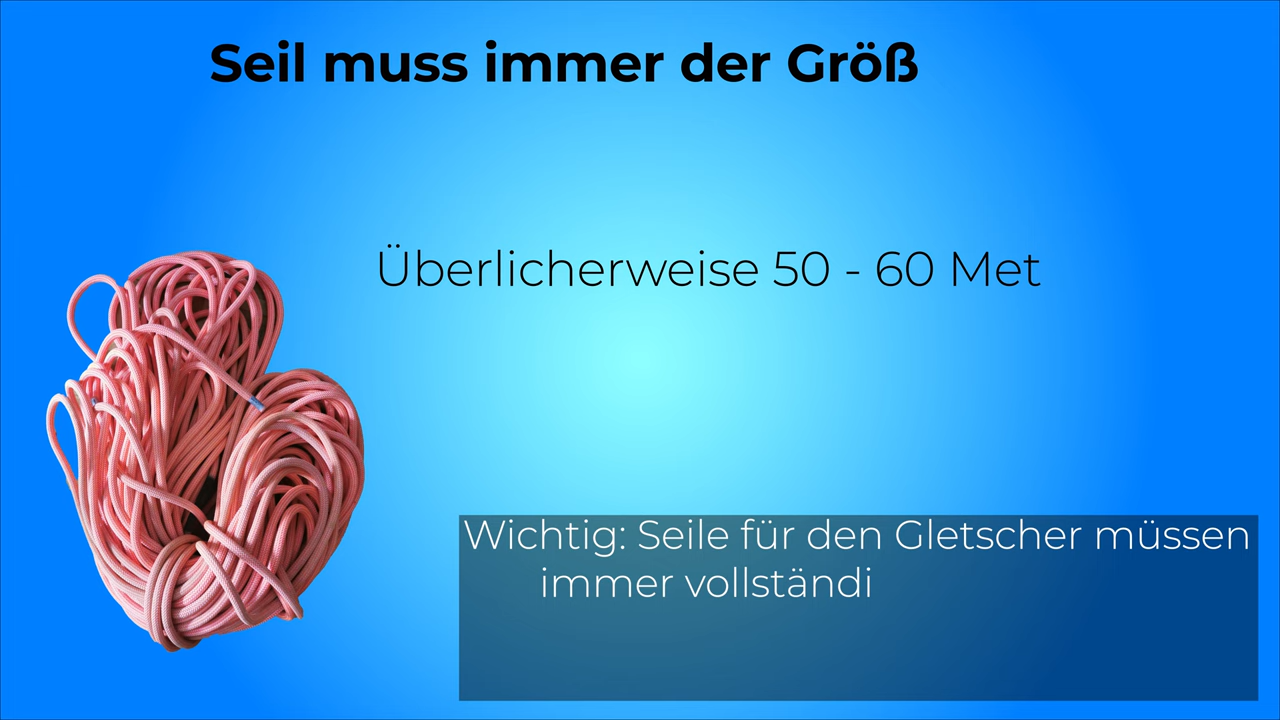 Seil muss immer der Größ
Überlicherweise 50 - 60 Met
Wichtig: Seile für den Gletscher müssen
immer vollständi